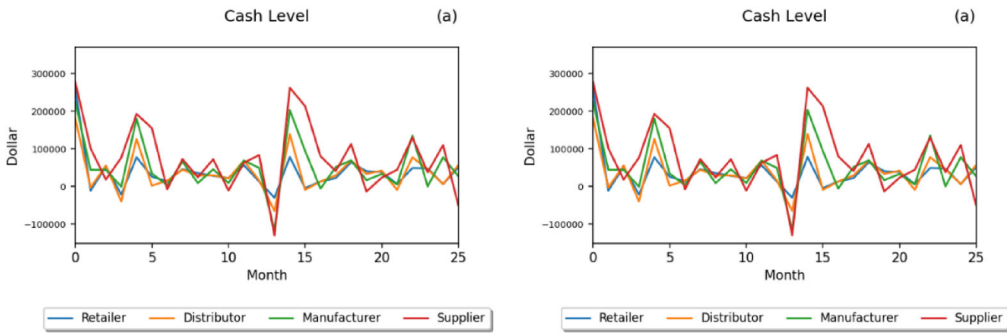 Cash Level (a)
300000
200000
100000
0
−100000
Dollar
0 5 10 15 20 25
Month
Retailer Distributor Manufacturer Supplier
Cash Level (a)
300000
200000
100000
0
−100000
Dollar
0 5 10 15 20 25
Month
Retailer Distributor Manufacturer Supplier